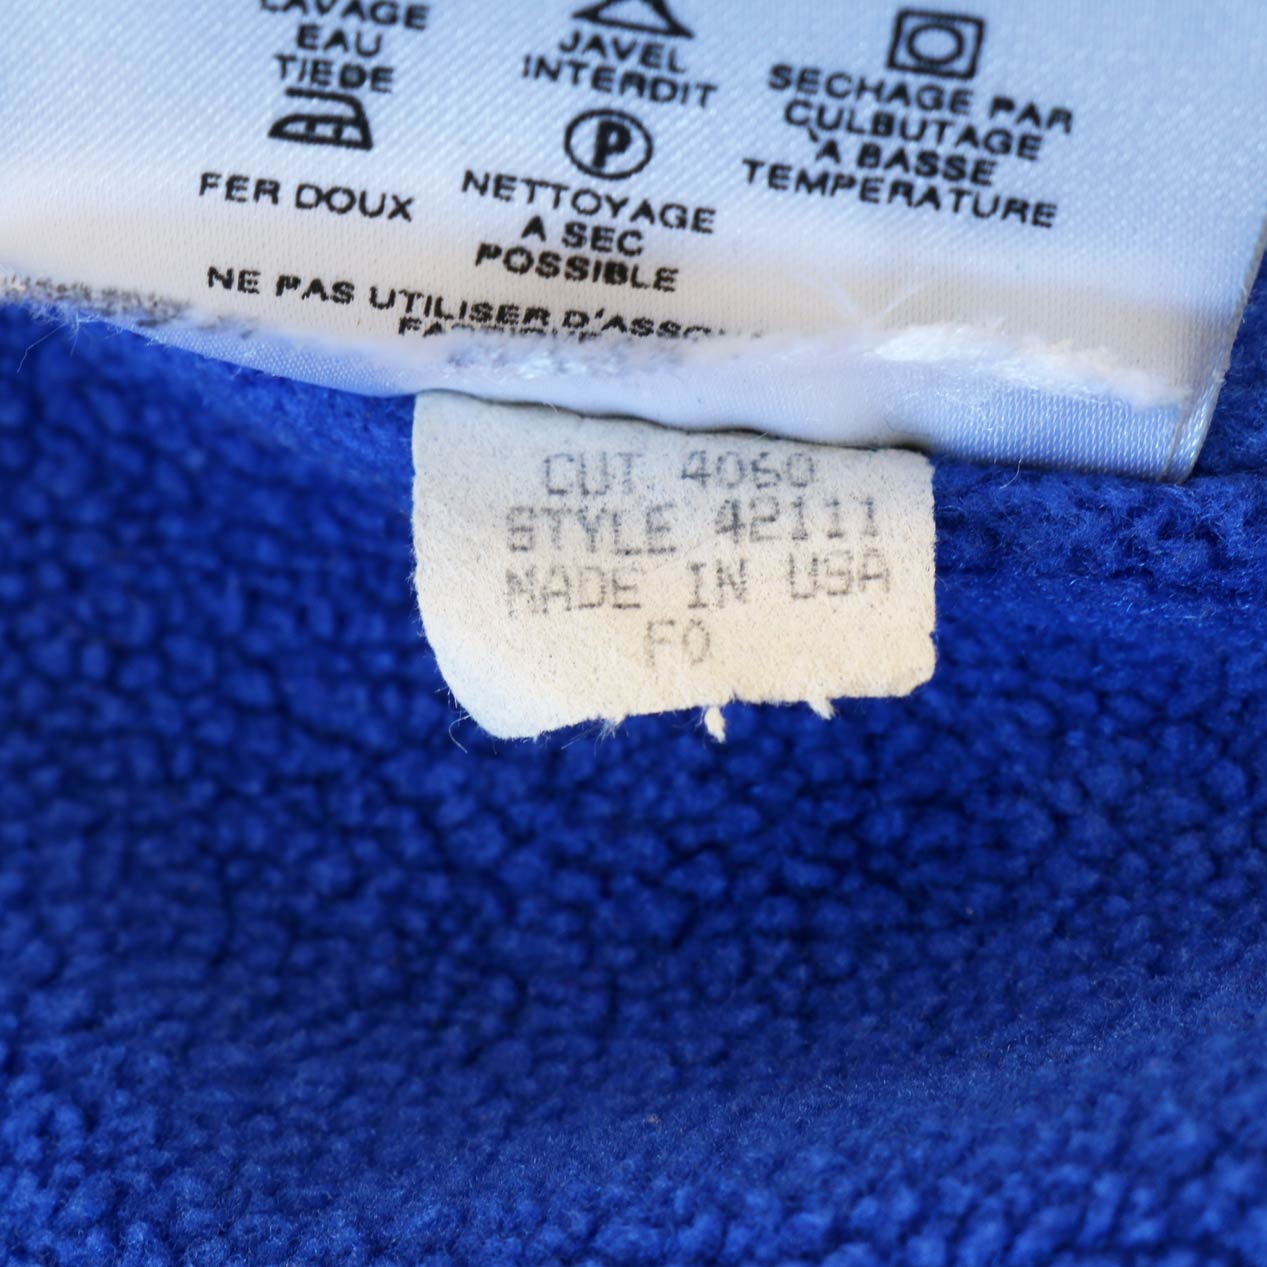 LAVAGE
EAU
TIEDE
JAVEL
INTERDIT
SECHAGE PAR
CULBUTAGE
`A BASSE
TEMPERATURE
FER DOUX
P
NETTOYAGE
A SEC
POSSIBLE
NE PAS UTILISER
CUT 4060
STYLE 42111
MADE IN USA
F0